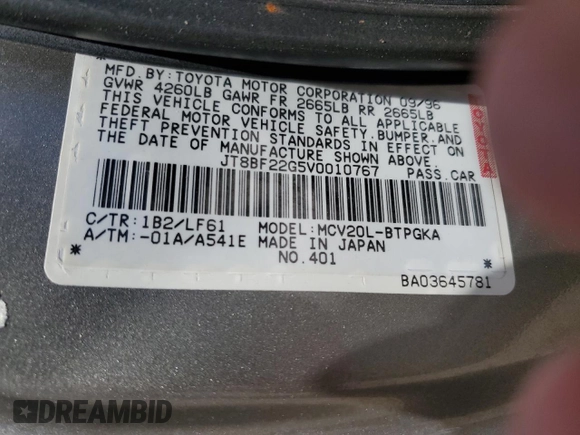 MFD. BY: TOYOTA MOTOR CORPORATION 09/96
GVWR 4260LB GAWR FR 2665LB RR 2665LB
THIS VEHICLE CONFORMS TO ALL APPLICABLE
FEDERAL MOTOR VEHICLE SAFETY, BUMPER, AND
THEFT PREVENTION STANDARDS IN EFFECT ON
THE DATE OF MANUFACTURE SHOWN ABOVE.
JT8BF22G5V0010767 PASS. CAR
TOYOTA
C/TR: 1B2/LF61 MODEL: MCV20L-BTPGKA
A/TM: -01A/A541E MADE IN JAPAN
* NO. 401 *
BA03645781
DREAMBID